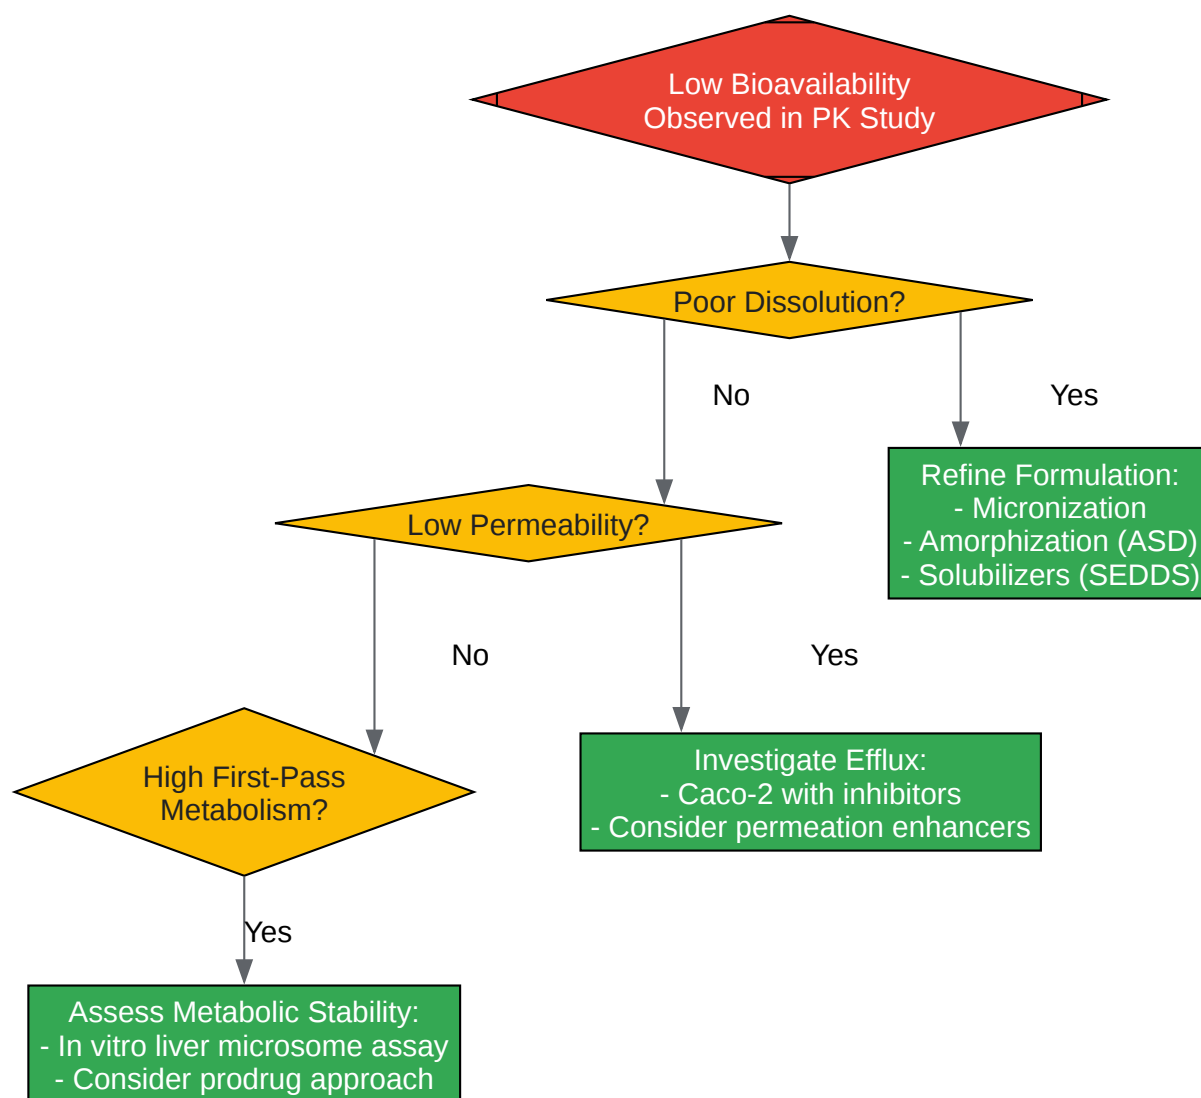 Low Bioavailability
Observed in PK Study
Poor Dissolution?
No
Yes
Refine Formulation:
- Micronization
- Amorphization (ASD)
- Solubilizers (SEDDS)
Low Permeability?
No
Yes
Investigate Efflux:
- Caco-2 with inhibitors
- Consider permeation enhancers
High First-Pass
Metabolism?
Yes
Assess Metabolic Stability:
- In vitro liver microsome assay
- Consider prodrug approach